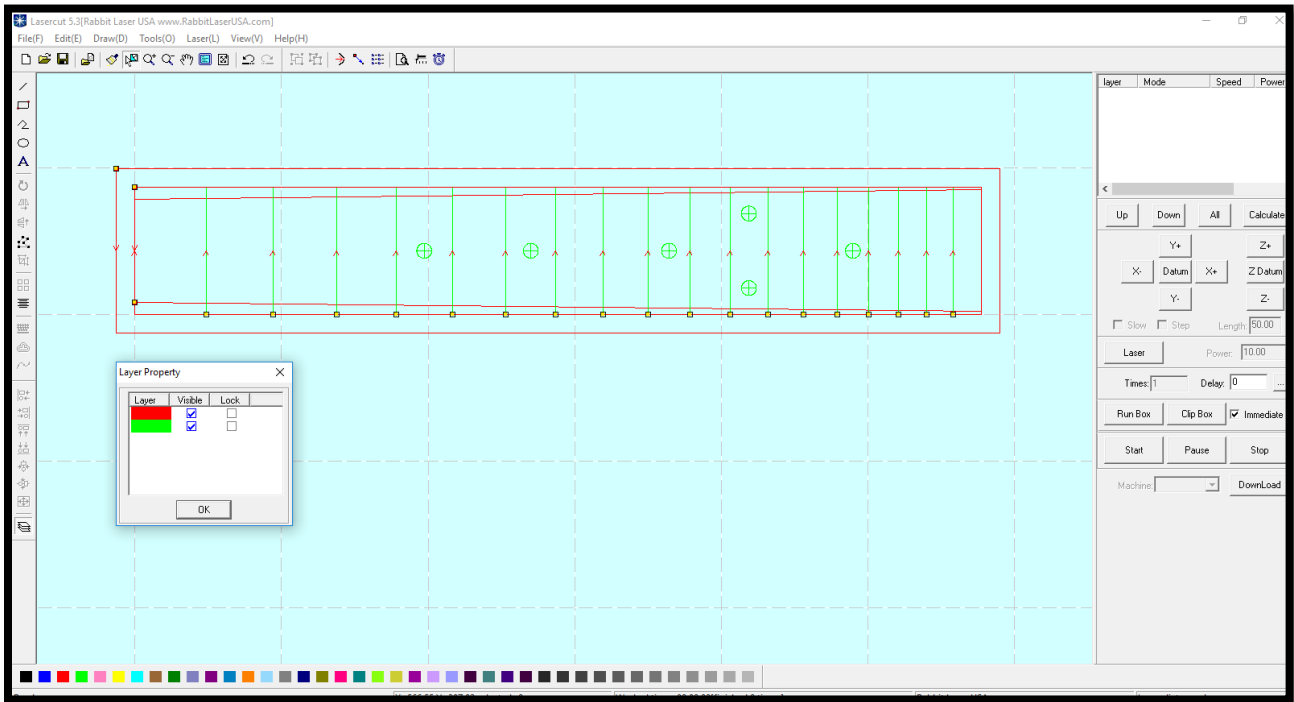 Lasercut 5.3[Rabbit Laser USA www.RabbitLaserUSA.com]
File(F) Edit(E) Draw(D) Tools(O) Laser(L) View(V) Help(H)
layer Mode Speed Power
Up Down All Calculate
Y+ Z+
X- Datum X+ Z Datum
Y- Z-
Slow Step Length: 50.00
Laser Power: 10.00
Times: 1 Delay: 0 ...
Run Box Clip Box Immediate
Start Pause Stop
Machine: DownLoad
Layer Property
Layer Visible Lock
OK